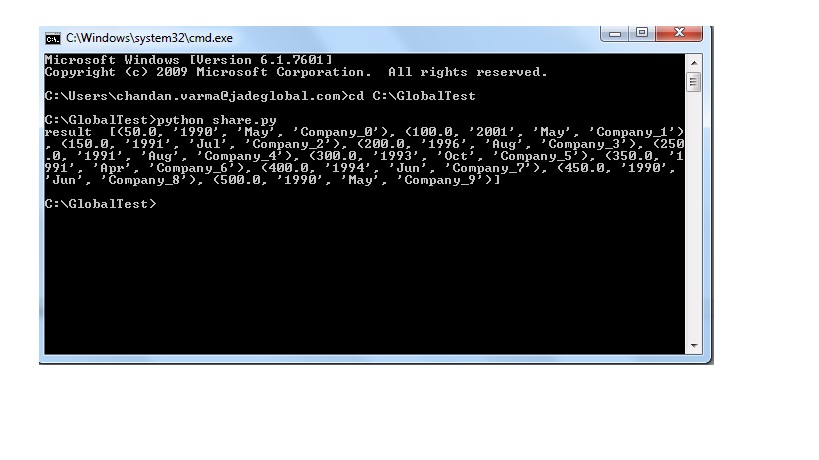 C:\Windows\system32\cmd.exe
Microsoft Windows [Version 6.1.7601]
Copyright (c) 2009 Microsoft Corporation.  All rights reserved.
C:\Users\chandan.varma@jadeglobal.com>cd C:\GlobalTest
C:\GlobalTest>python share.py
result  [(50.0, '1990', 'May', 'Company_0'), (100.0, '2001', 'May', 'Company_1')
, (150.0, '1991', 'Jul', 'Company_2'), (200.0, '1996', 'Aug', 'Company_3'), (250
.0, '1991', 'Aug', 'Company_4'), (300.0, '1993', 'Oct', 'Company_5'), (350.0, '1
991', 'Apr', 'Company_6'), (400.0, '1994', 'Jun', 'Company_7'), (450.0, '1990',
'Jun', 'Company_8'), (500.0, '1990', 'May', 'Company_9')]
C:\GlobalTest>